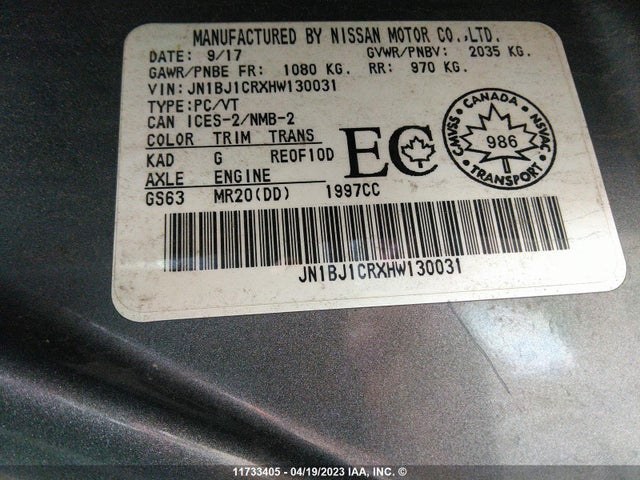 MANUFACTURED BY NISSAN MOTOR CO.,LTD.
DATE: 9/17 GVWR/PNBV: 2035 KG.
GAWR/PNBE FR: 1080 KG. RR: 970 KG.
VIN: JN1BJ1CRXHW130031
TYPE:PC/VT
CAN ICES-2/NMB-2
COLOR TRIM TRANS
KAD G RE0F10D
AXLE ENGINE
GS63 MR20(DD) 1997CC
EC
CANADA
CMVSS NSVAC
986
TRANSPORT
JN1BJ1CRXHW130031
11733405 - 04/19/2023 IAA, INC. ©